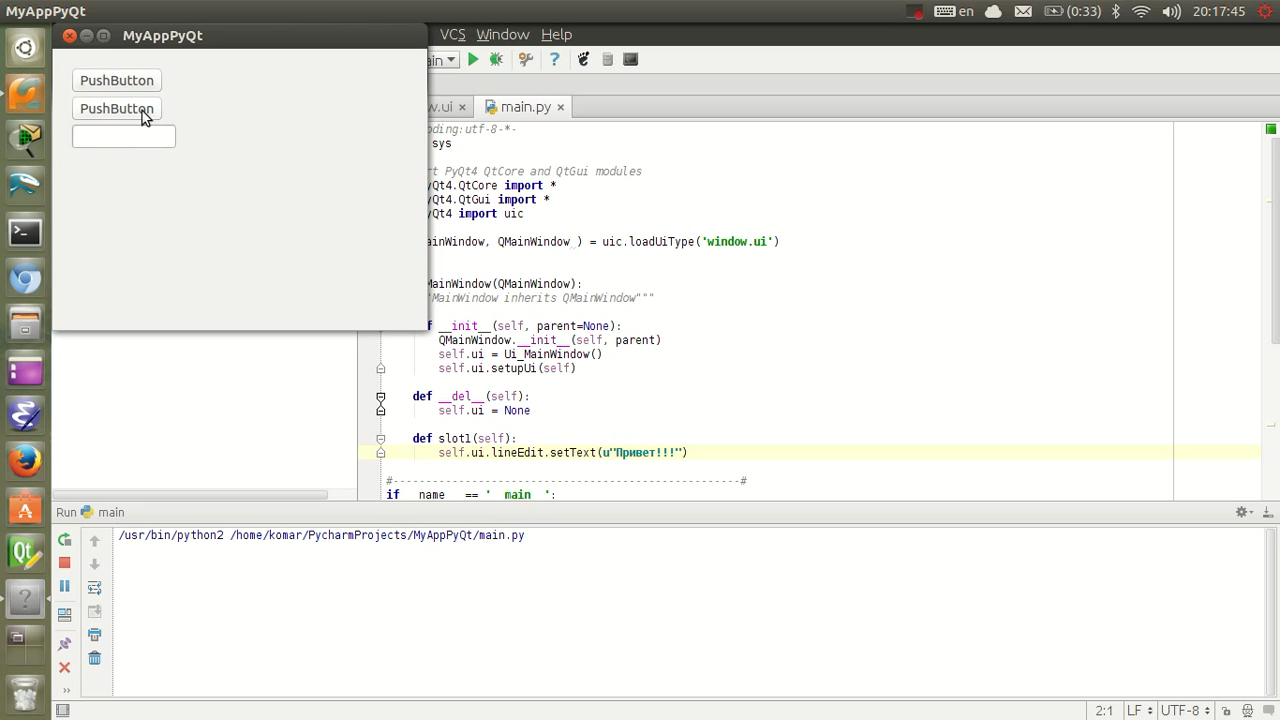 MyAppPyQt
en
(0:33)
20:17:45
MyAppPyQt
VCS Window Help
ain
PushButton
PushButton
w.ui
main.py
oding:utf-8-*-
sys
rt PyQt4 QtCore and QtGui modules
yQt4.QtCore import *
yQt4.QtGui import *
yQt4 import uic
ainWindow, QMainWindow_) = uic.loadUiType('window.ui')
MainWindow(QMainWindow):
"MainWindow inherits QMainWindow"""
f __init__(self, parent=None):
QMainWindow.__init__(self, parent)
self.ui = Ui_MainWindow()
self.ui.setupUi(self)
def __del__(self):
self.ui = None
def slot1(self):
self.ui.lineEdit.setText(u"Привет!!!")
#-----------------------------------------------------#
if __name__ == '__main__':
Run main
/usr/bin/python2 /home/komar/PycharmProjects/MyAppPyQt/main.py
Qt
>>
2:1 LF UTF-8